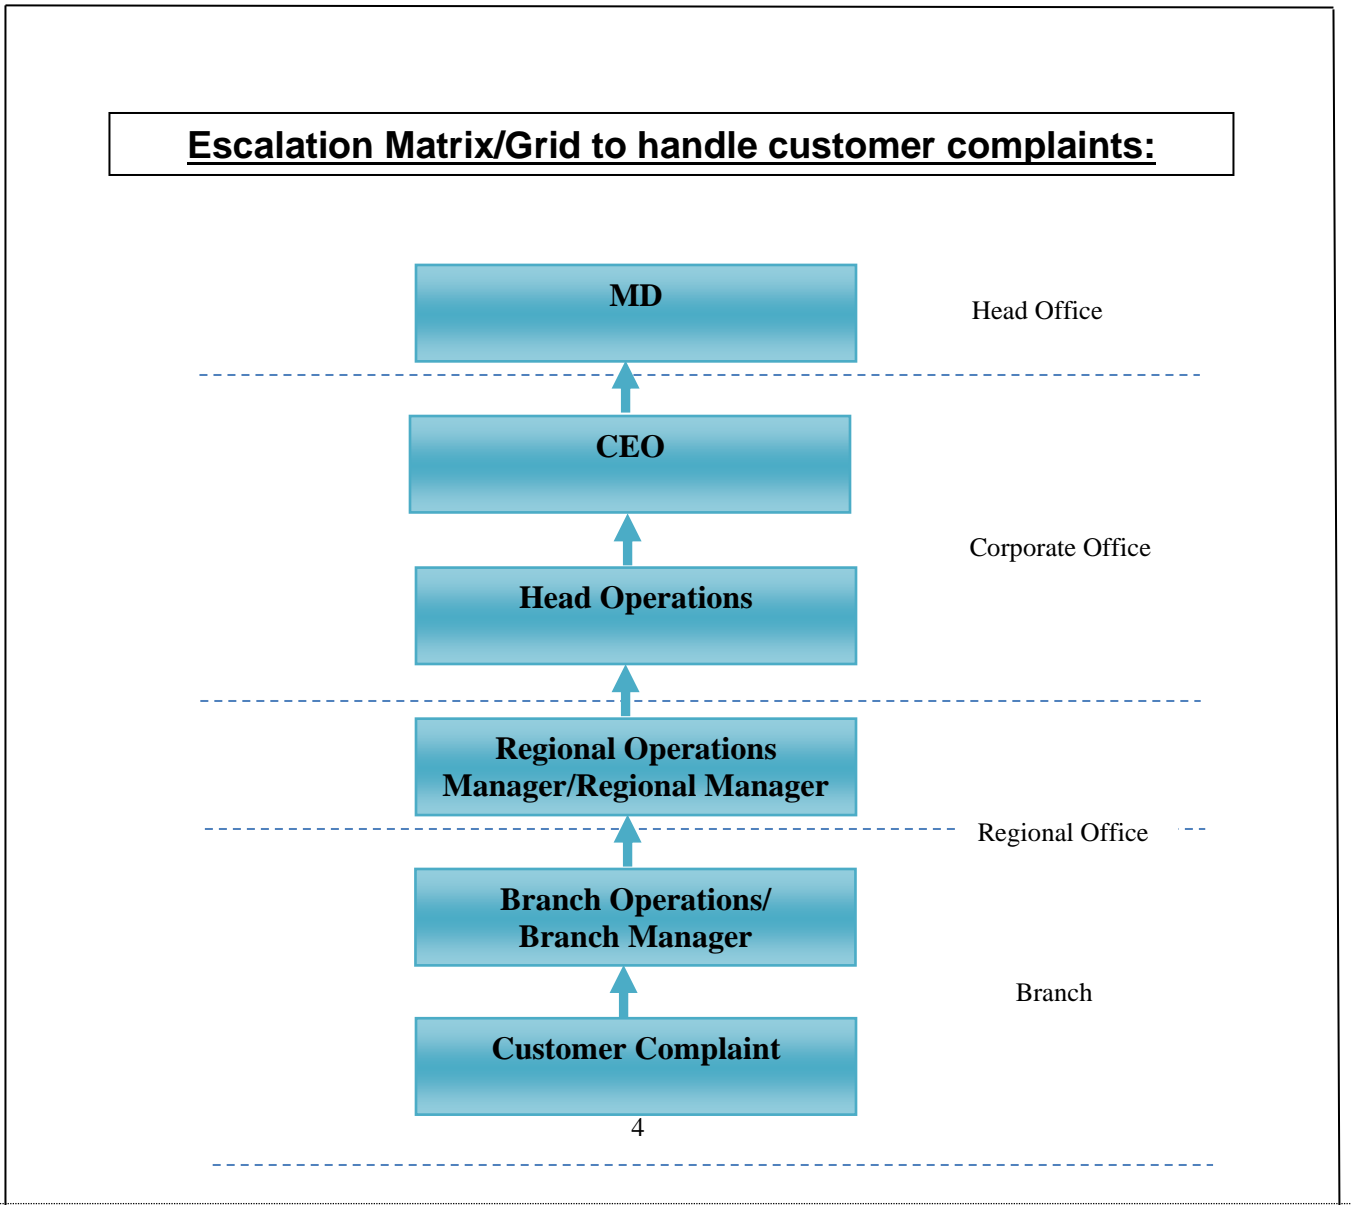 Escalation Matrix/Grid to handle customer complaints:
MD
Head Office
CEO
Corporate Office
Head Operations
Regional Operations
Manager/Regional Manager
Regional Office
Branch Operations/
Branch Manager
Branch
Customer Complaint
4